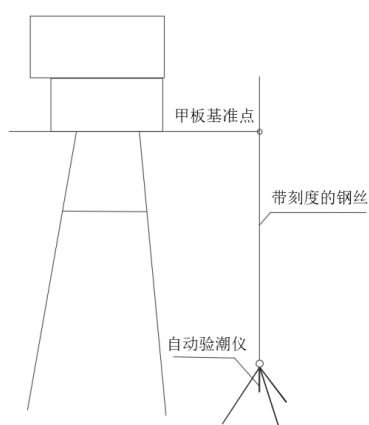 甲板基准点
带刻度的钢丝
自动验潮仪